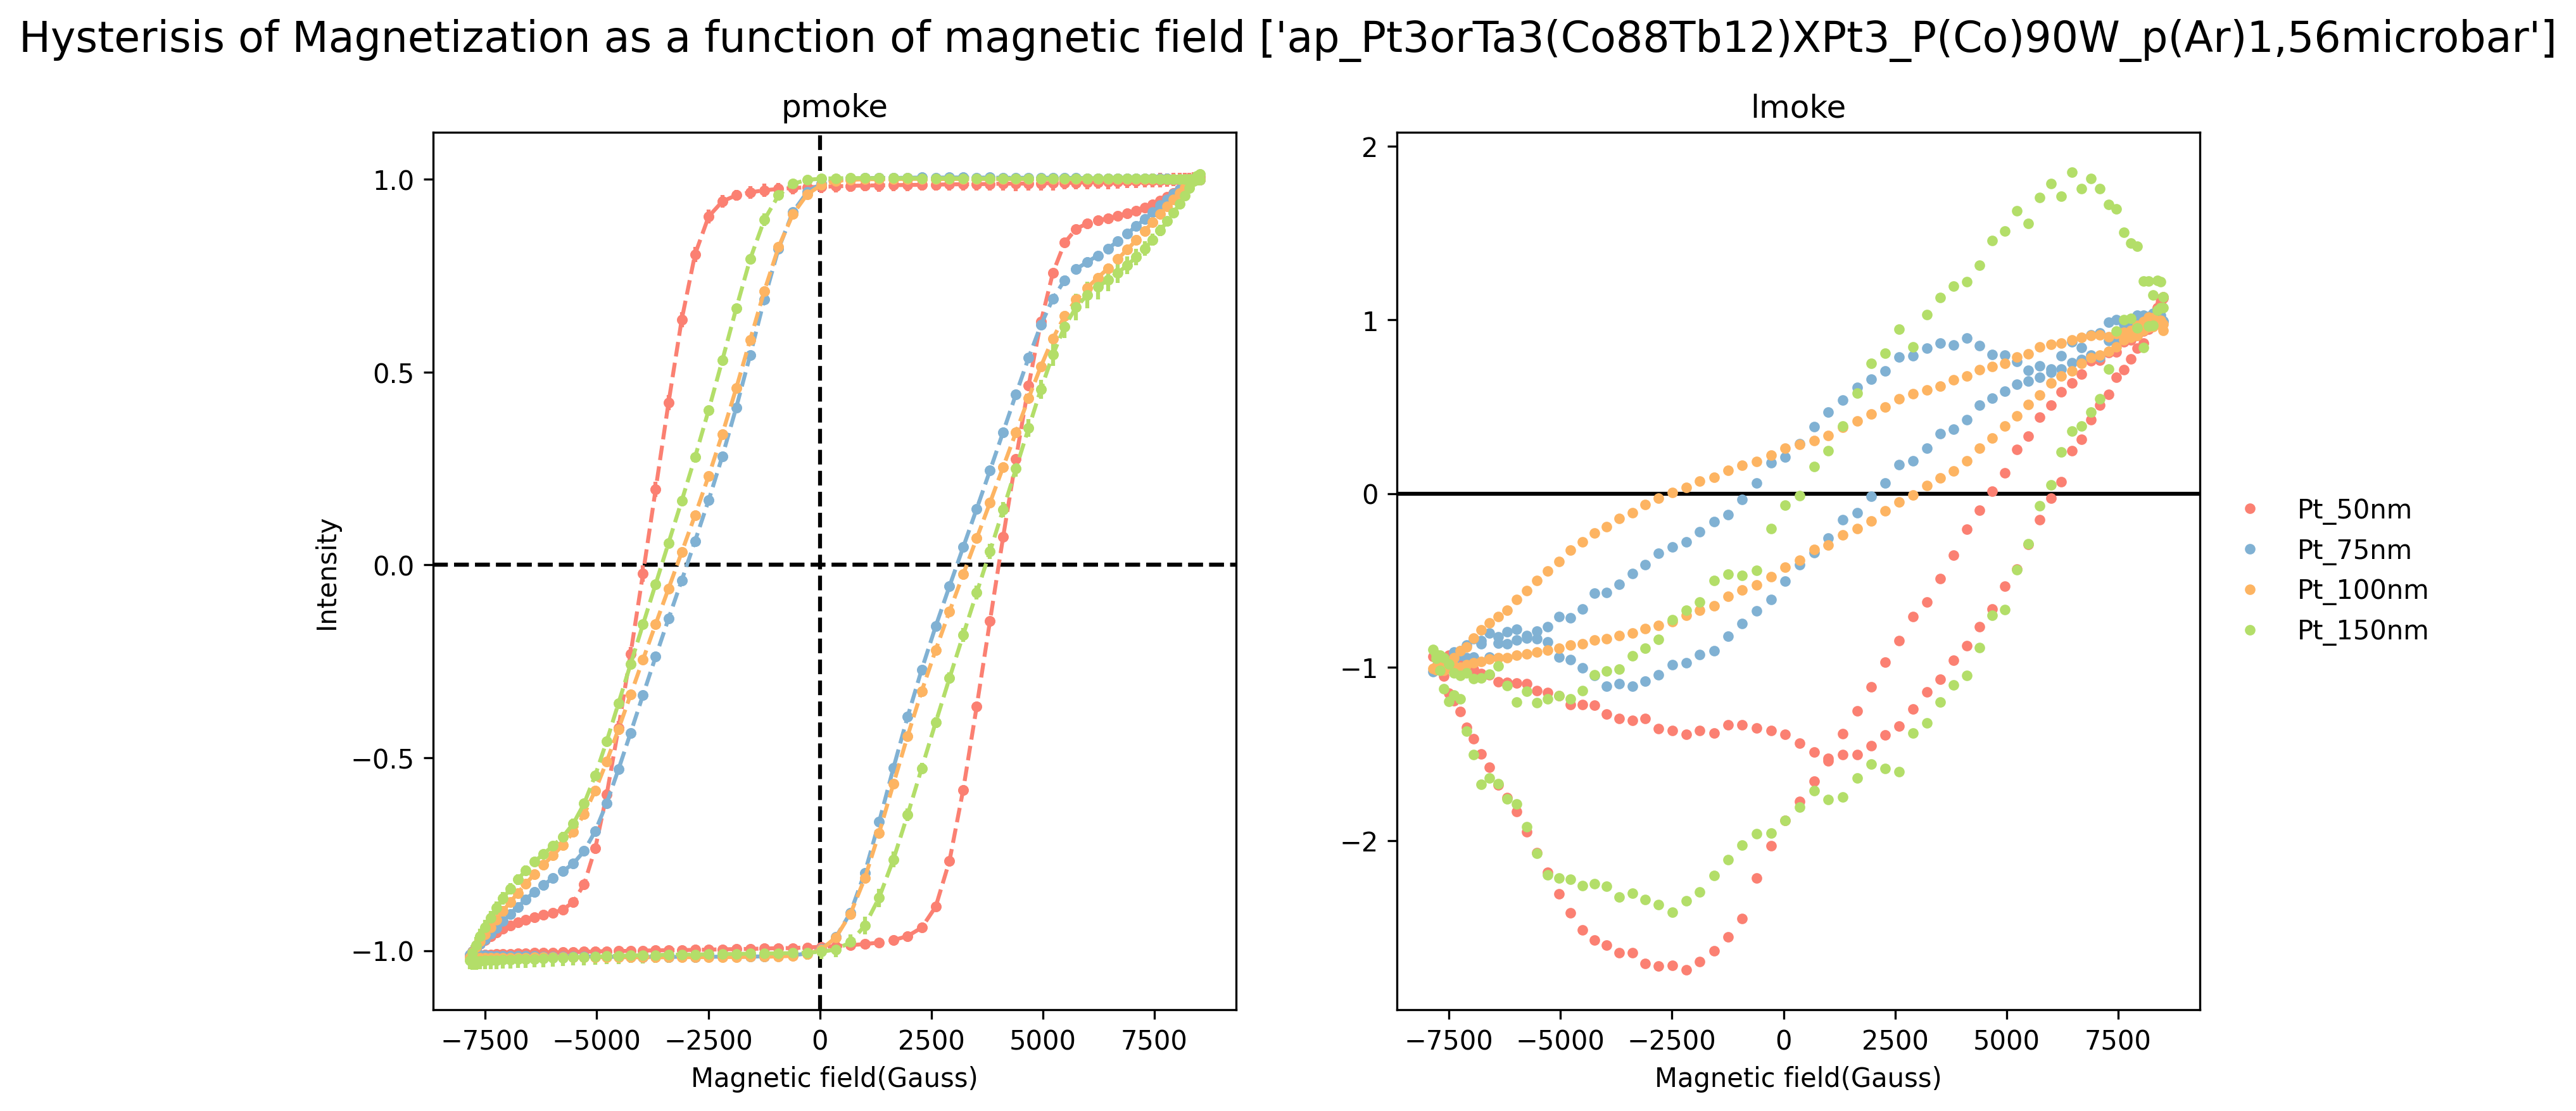 Hysterisis of Magnetization as a function of magnetic field ['ap_Pt3orTa3(Co88Tb12)XPt3_P(Co)90W_p(Ar)1,56microbar']
pmoke
1.0
0.5
0.0
−0.5
−1.0
Intensity
−7500 −5000 −2500 0 2500 5000 7500
Magnetic field(Gauss)
lmoke
2
1
0
−1
−2
−7500 −5000 −2500 0 2500 5000 7500
Magnetic field(Gauss)
Pt_50nm
Pt_75nm
Pt_100nm
Pt_150nm